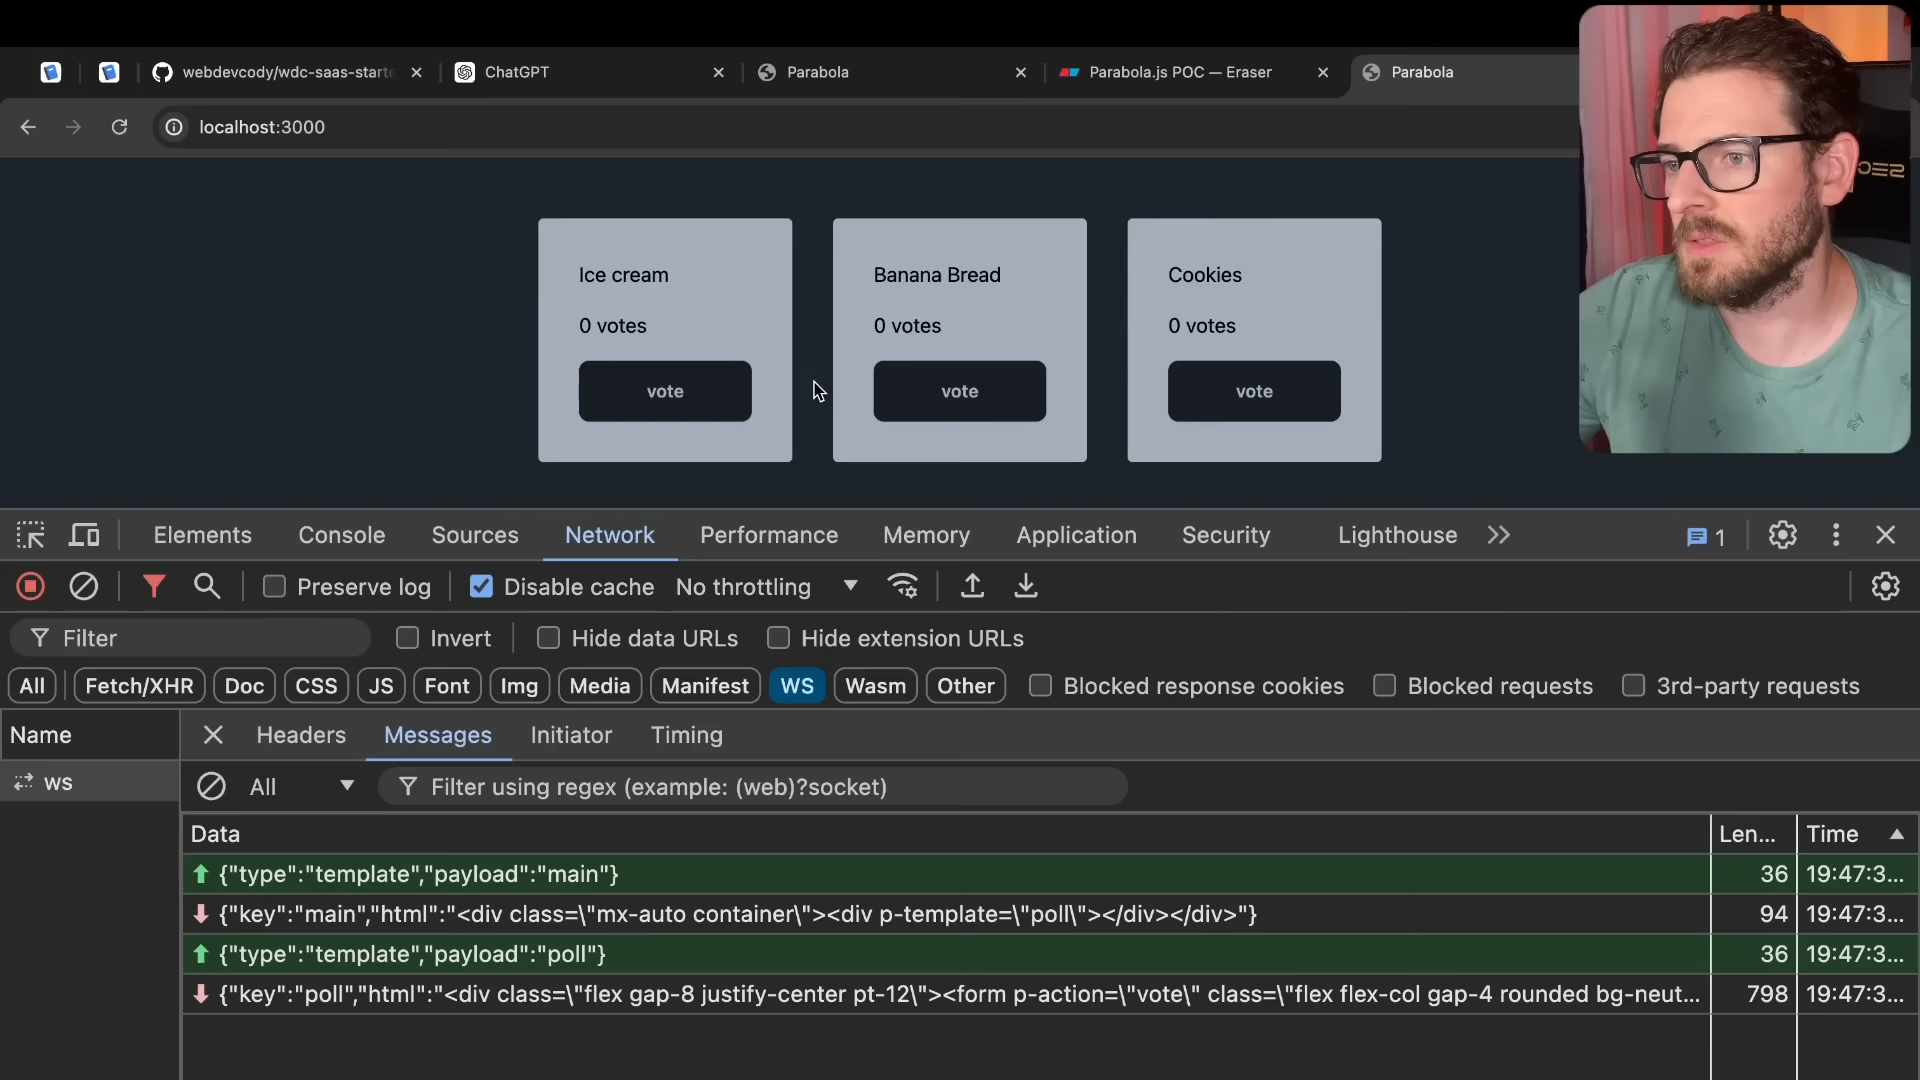 webdevcody/wdc-saas-starte
ChatGPT
Parabola
Parabola.js POC — Eraser
Parabola
localhost:3000
Ice cream
0 votes
vote
Banana Bread
0 votes
vote
Cookies
0 votes
vote
Elements Console Sources Network Performance Memory Application Security Lighthouse 1
Preserve log Disable cache No throttling
Filter Invert Hide data URLs Hide extension URLs
All Fetch/XHR Doc CSS JS Font Img Media Manifest WS Wasm Other Blocked response cookies Blocked requests 3rd-party requests
Name Headers Messages Initiator Timing
ws All Filter using regex (example: (web)?socket)
Data Len... Time
{"type":"template","payload":"main"} 36 19:47:3...
{"key":"main","html":"<div class=\"mx-auto container\"><div p-template=\"poll\"></div></div>"} 94 19:47:3...
{"type":"template","payload":"poll"} 36 19:47:3...
{"key":"poll","html":"<div class=\"flex gap-8 justify-center pt-12\"><form p-action=\"vote\" class=\"flex flex-col gap-4 rounded bg-neut... 798 19:47:3...